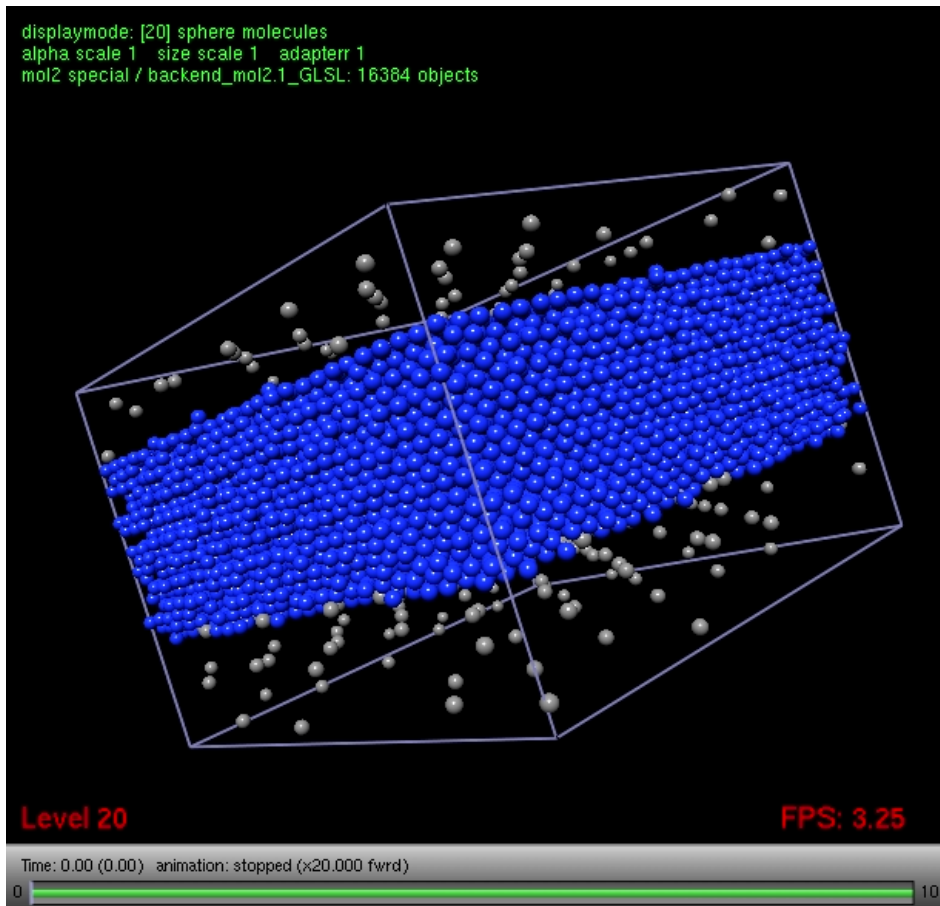 displaymode: [20] sphere molecules
alpha scale 1 size scale 1 adapterr 1
mol2 special / backend_mol2.1_GLSL: 16384 objects
Level 20 FPS: 3.25
Time: 0.00 (0.00) animation: stopped (x20.000 fwrd)
0 10